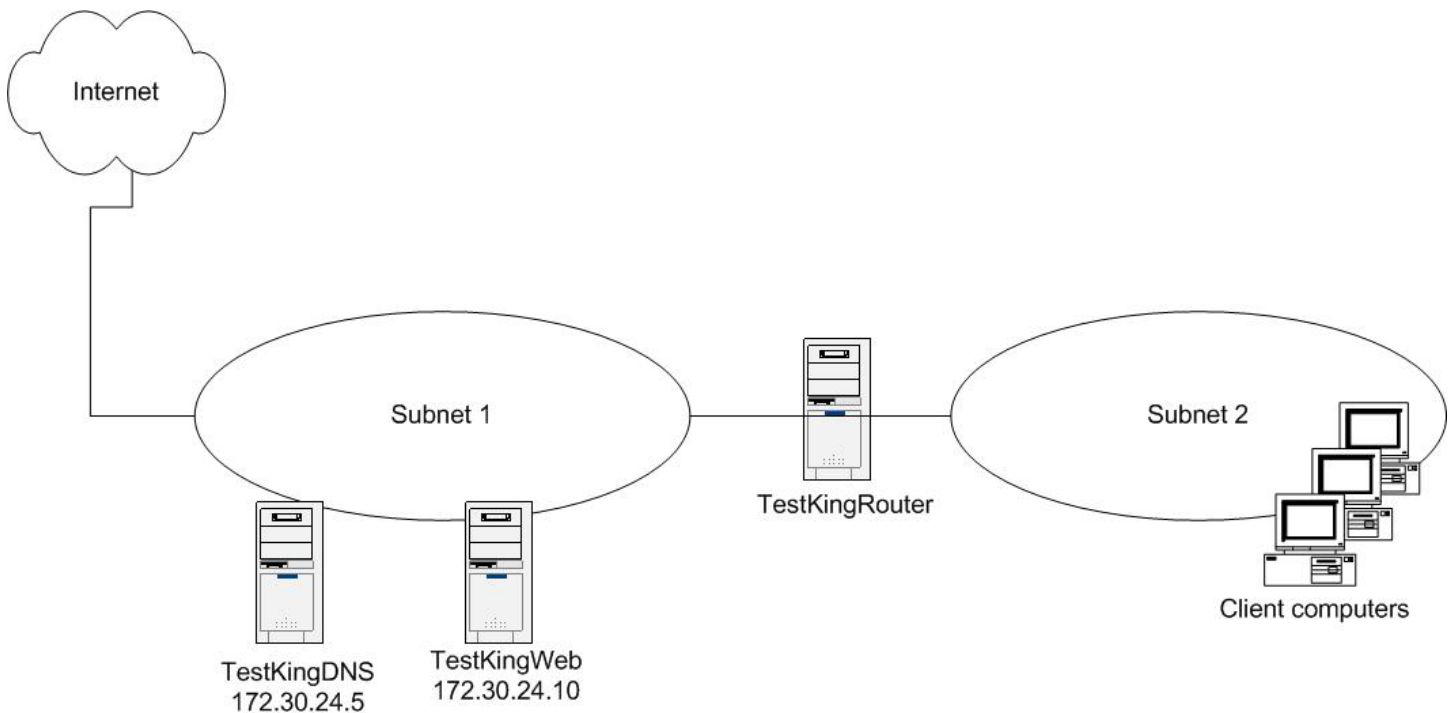 Internet
Subnet 1
Subnet 2
TestKingRouter
Client computers
TestKingDNS
172.30.24.5
TestKingWeb
172.30.24.10